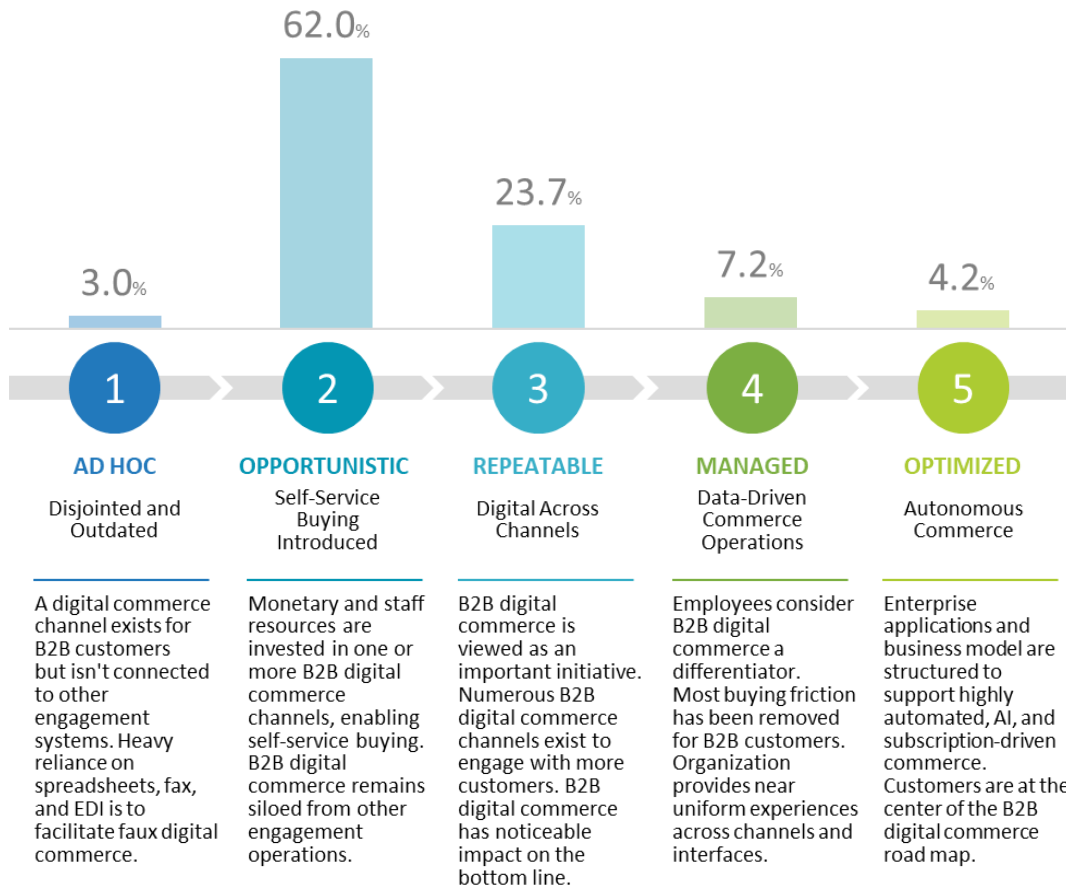 62.0%
23.7%
7.2%
4.2%
3.0%
1
2
3
4
5
AD HOC
Disjointed and
Outdated
A digital commerce
channel exists for
B2B customers
but isn't connected
to other
engagement
systems. Heavy
reliance on
spreadsheets, fax,
and EDI is to
facilitate faux digital
commerce.
OPPORTUNISTIC
Self-Service
Buying
Introduced
Monetary and staff
resources are
invested in one or
more B2B digital
commerce
channels, enabling
self-service buying.
B2B digital
commerce remains
siloed from other
engagement
operations.
REPEATABLE
Digital Across
Channels
B2B digital
commerce is
viewed as an
important initiative.
Numerous B2B
digital commerce
channels exist to
engage with more
customers. B2B
digital commerce
has noticeable
impact on the
bottom line.
MANAGED
Data-Driven
Commerce
Operations
Employees consider
B2B digital
commerce a
differentiator.
Most buying friction
has been removed
for B2B customers.
Organization
provides near
uniform experiences
across channels and
interfaces.
OPTIMIZED
Autonomous
Commerce
Enterprise
applications and
business model are
structured to
support highly
automated, AI, and
subscription-driven
commerce.
Customers are at the
center of the B2B
digital commerce
road map.